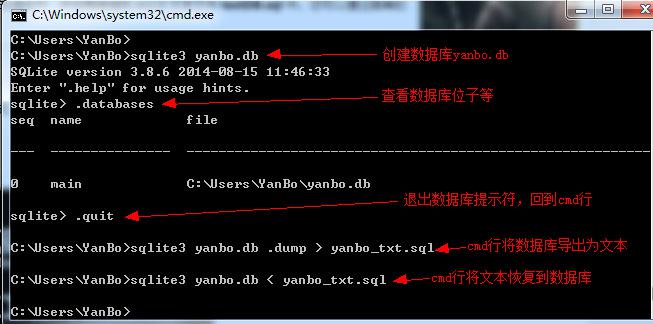 C:\Windows\system32\cmd.exe
C:\Users\YanBo>
C:\Users\YanBo>sqlite3 yanbo.db 创建数据库yanbo.db
SQLite version 3.8.6 2014-08-15 11:46:33
Enter ".help" for usage hints.
sqlite> .databases 查看数据库位子等
seq name file
--- --------------- ----------------------------------------------------------
0 main C:\Users\YanBo\yanbo.db
sqlite> .quit 退出数据库提示符，回到cmd行
C:\Users\YanBo>sqlite3 yanbo.db .dump > yanbo_txt.sql cmd行将数据库导出为文本
C:\Users\YanBo>sqlite3 yanbo.db < yanbo_txt.sql cmd行将文本恢复到数据库
C:\Users\YanBo>